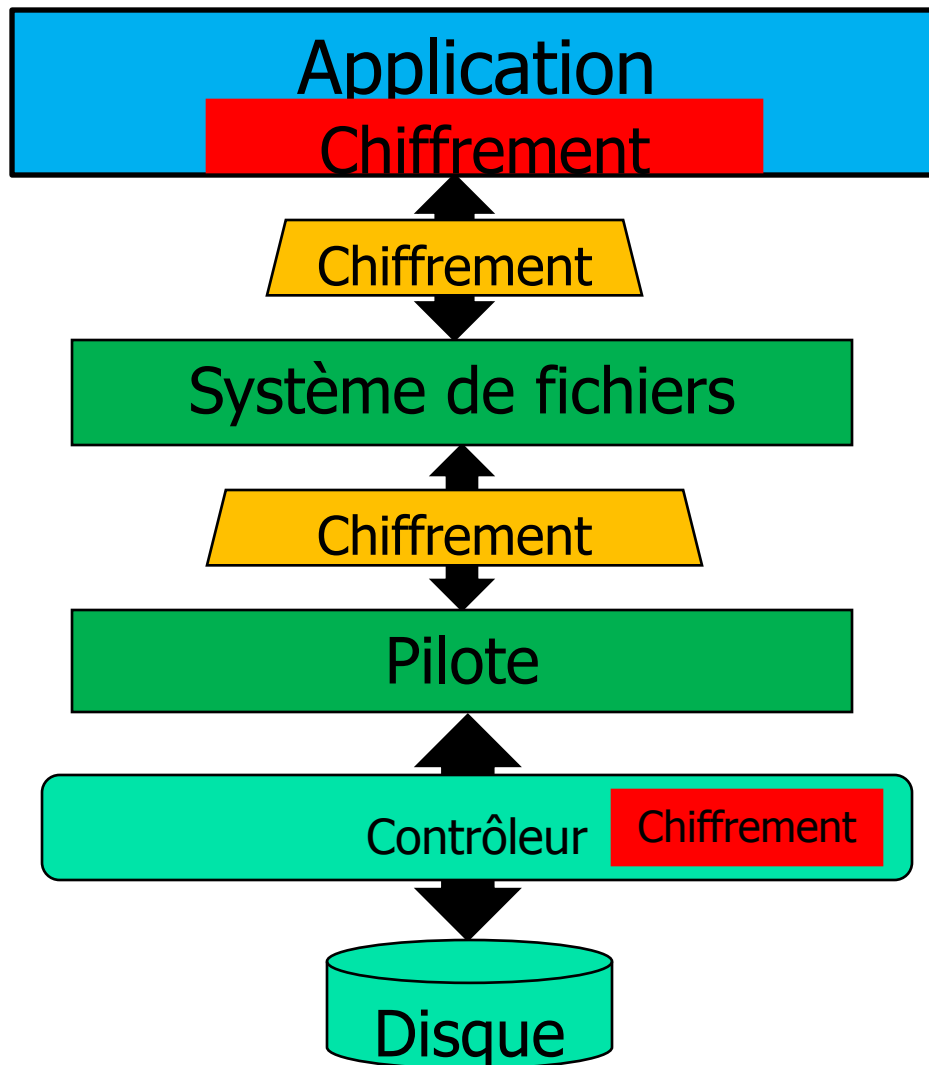 Application
Chiffrement
Chiffrement
Système de fichiers
Chiffrement
Pilote
Contrôleur
Chiffrement
Disque